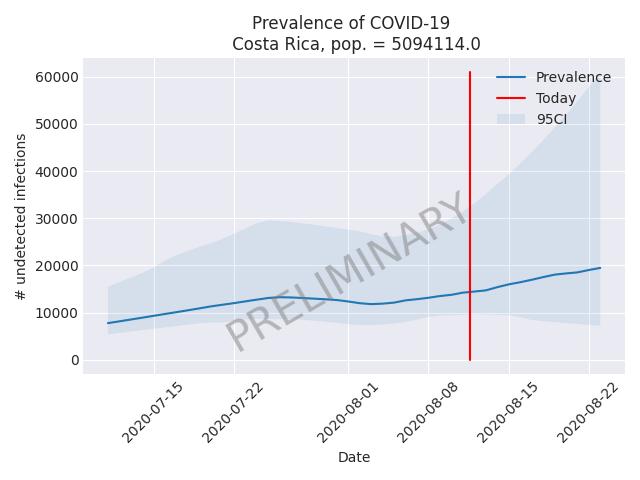 Prevalence of COVID-19
Costa Rica, pop. = 5094114.0
Prevalence
Today
95CI
60000
50000
40000
30000
20000
10000
0
# undetected infections
PRELIMINARY
2020-07-15
2020-07-22
2020-08-01
2020-08-08
2020-08-15
2020-08-22
Date